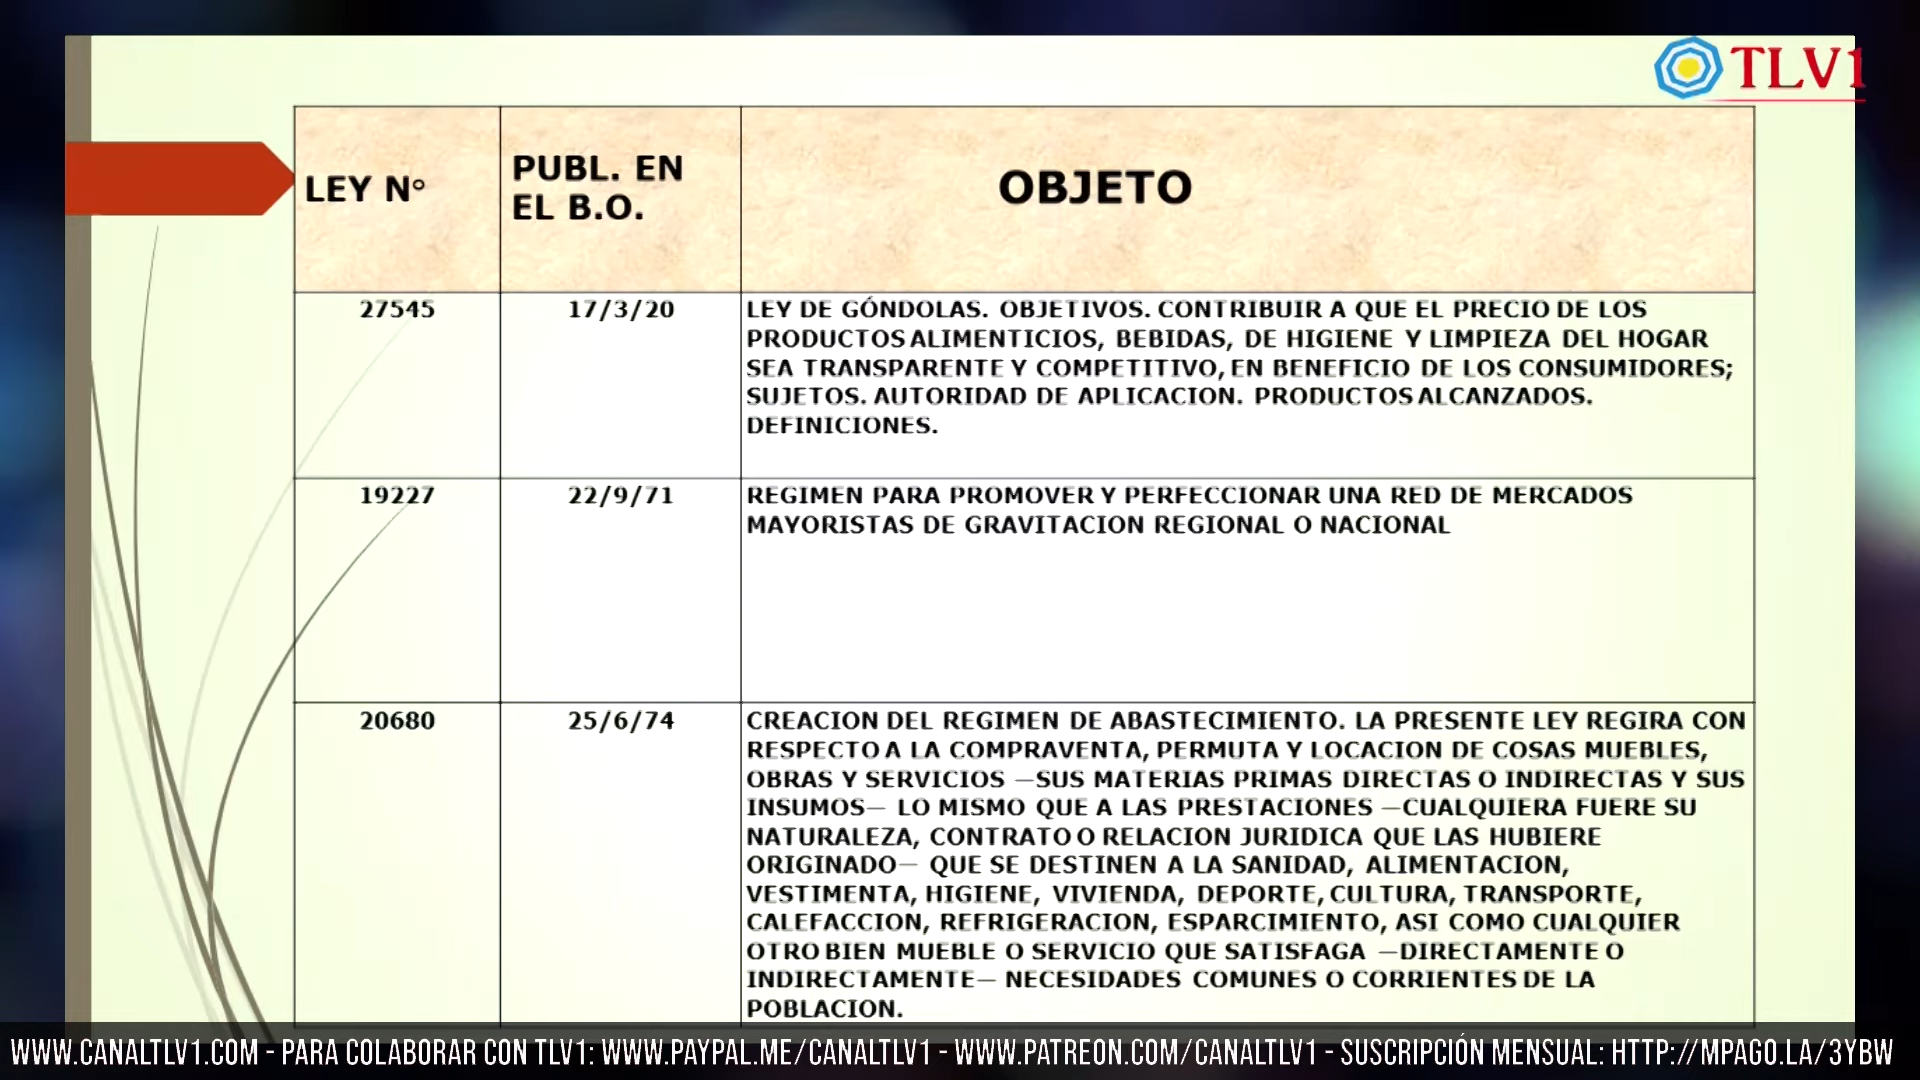 TLV1
LEY Nº
PUBL. EN
EL B.O.
OBJETO
27545
17/3/20
LEY DE GÓNDOLAS. OBJETIVOS. CONTRIBUIR A QUE EL PRECIO DE LOS
PRODUCTOS ALIMENTICIOS, BEBIDAS, DE HIGIENE Y LIMPIEZA DEL HOGAR
SEA TRANSPARENTE Y COMPETITIVO, EN BENEFICIO DE LOS CONSUMIDORES;
SUJETOS. AUTORIDAD DE APLICACION. PRODUCTOS ALCANZADOS.
DEFINICIONES.
19227
22/9/71
REGIMEN PARA PROMOVER Y PERFECCIONAR UNA RED DE MERCADOS
MAYORISTAS DE GRAVITACION REGIONAL O NACIONAL
20680
25/6/74
CREACION DEL REGIMEN DE ABASTECIMIENTO. LA PRESENTE LEY REGIRA CON
RESPECTO A LA COMPRAVENTA, PERMUTA Y LOCACION DE COSAS MUEBLES,
OBRAS Y SERVICIOS —SUS MATERIAS PRIMAS DIRECTAS O INDIRECTAS Y SUS
INSUMOS— LO MISMO QUE A LAS PRESTACIONES —CUALQUIERA FUERE SU
NATURALEZA, CONTRATO O RELACION JURIDICA QUE LAS HUBIERE
ORIGINADO— QUE SE DESTINEN A LA SANIDAD, ALIMENTACION,
VESTIMENTA, HIGIENE, VIVIENDA, DEPORTE, CULTURA, TRANSPORTE,
CALEFACCION, REFRIGERACION, ESPARCIMIENTO, ASI COMO CUALQUIER
OTRO BIEN MUEBLE O SERVICIO QUE SATISFAGA —DIRECTAMENTE O
INDIRECTAMENTE— NECESIDADES COMUNES O CORRIENTES DE LA
POBLACION.
WWW.CANALTLV1.COM - PARA COLABORAR CON TLV1: WWW.PAYPAL.ME/CANALTLV1 - WWW.PATREON.COM/CANALTLV1 - SUSCRIPCIÓN MENSUAL: HTTP://MPAGO.LA/3YBW